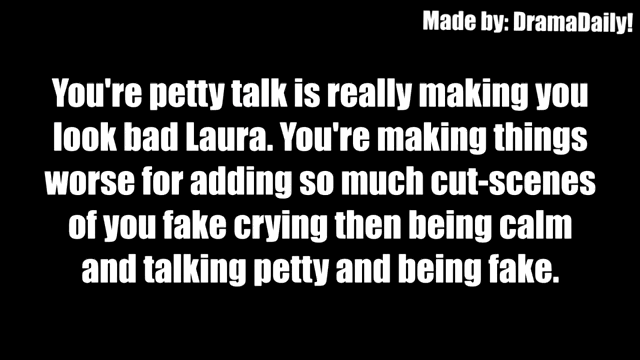 Made by: DramaDaily!
You're petty talk is really making you
look bad Laura. You're making things
worse for adding so much cut-scenes
of you fake crying then being calm
and talking petty and being fake.